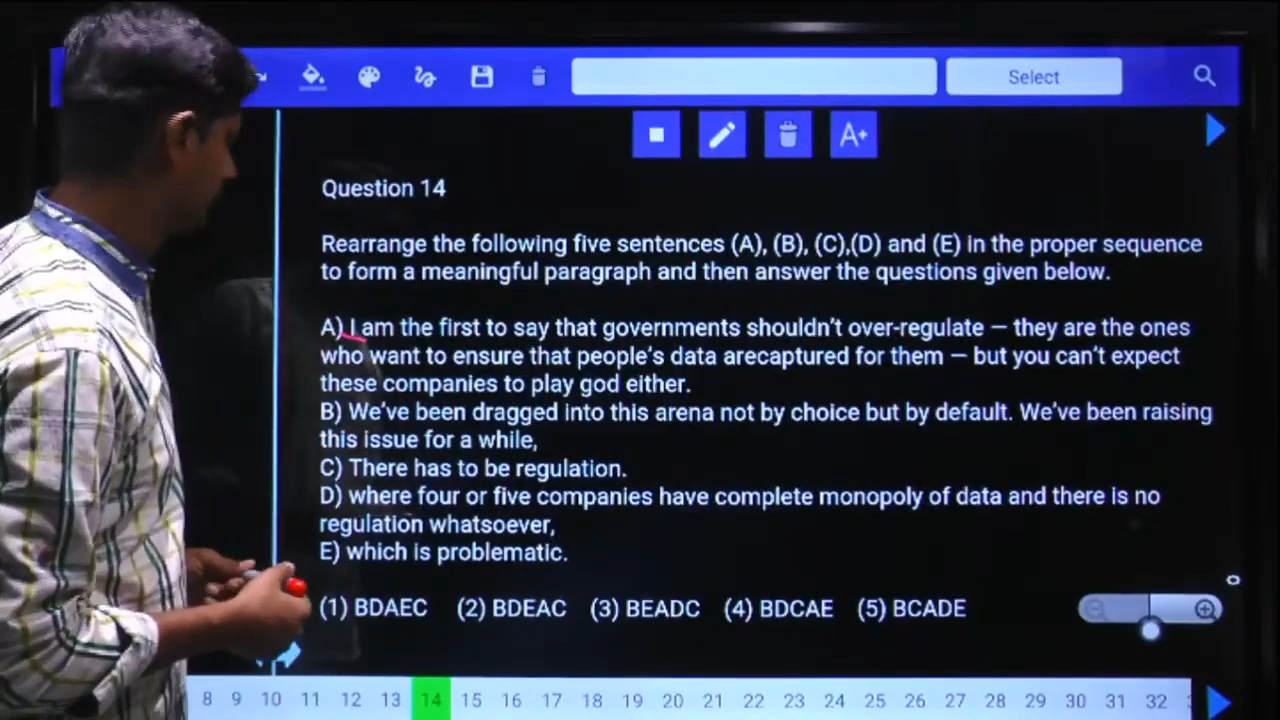 Select
A+
Question 14
Rearrange the following five sentences (A), (B), (C),(D) and (E) in the proper sequence
to form a meaningful paragraph and then answer the questions given below.
A) I am the first to say that governments shouldn't over-regulate — they are the ones
who want to ensure that people's data arecaptured for them — but you can't expect
these companies to play god either.
B) We've been dragged into this arena not by choice but by default. We've been raising
this issue for a while,
C) There has to be regulation.
D) where four or five companies have complete monopoly of data and there is no
regulation whatsoever,
E) which is problematic.
(1) BDAEC (2) BDEAC (3) BEADC (4) BDCAE (5) BCADE
8 9 10 11 12 13 14 15 16 17 18 19 20 21 22 23 24 25 26 27 28 29 30 31 32